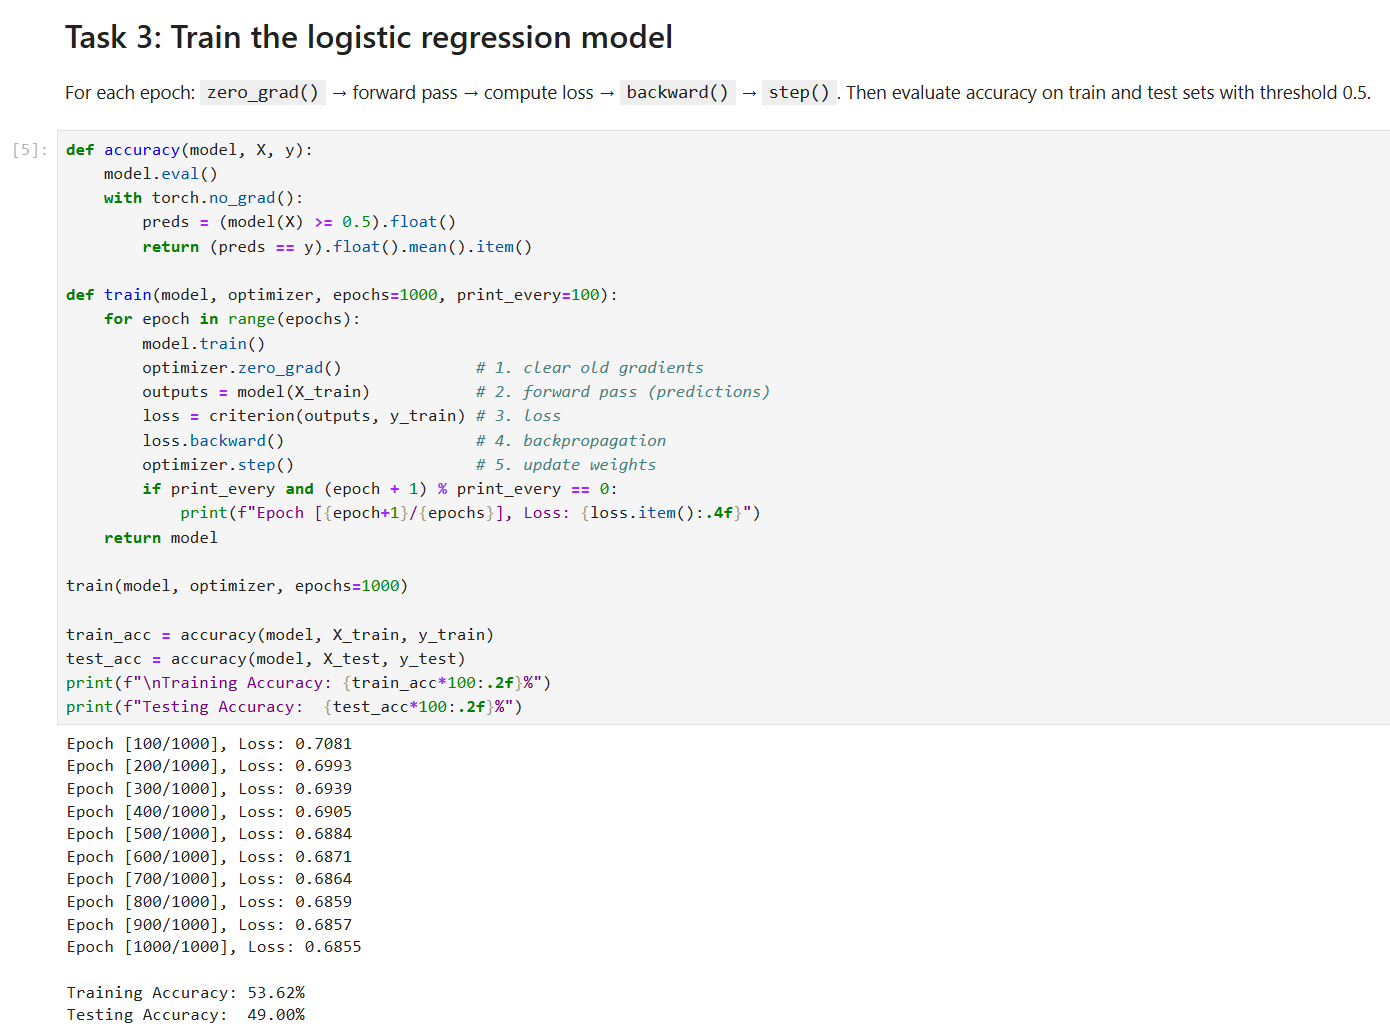 Task 3: Train the logistic regression model
For each epoch: zero_grad() → forward pass → compute loss → backward() → step() . Then evaluate accuracy on train and test sets with threshold 0.5.
[5]:
def accuracy(model, X, y):
    model.eval()
    with torch.no_grad():
        preds = (model(X) >= 0.5).float()
        return (preds == y).float().mean().item()
def train(model, optimizer, epochs=1000, print_every=100):
    for epoch in range(epochs):
        model.train()
        optimizer.zero_grad()              # 1. clear old gradients
        outputs = model(X_train)           # 2. forward pass (predictions)
        loss = criterion(outputs, y_train) # 3. loss
        loss.backward()                    # 4. backpropagation
        optimizer.step()                   # 5. update weights
        if print_every and (epoch + 1) % print_every == 0:
            print(f"Epoch [{epoch+1}/{epochs}], Loss: {loss.item():.4f}")
    return model
train(model, optimizer, epochs=1000)
train_acc = accuracy(model, X_train, y_train)
test_acc = accuracy(model, X_test, y_test)
print(f"\nTraining Accuracy: {train_acc*100:.2f}%")
print(f"Testing Accuracy:  {test_acc*100:.2f}%")
Epoch [100/1000], Loss: 0.7081
Epoch [200/1000], Loss: 0.6993
Epoch [300/1000], Loss: 0.6939
Epoch [400/1000], Loss: 0.6905
Epoch [500/1000], Loss: 0.6884
Epoch [600/1000], Loss: 0.6871
Epoch [700/1000], Loss: 0.6864
Epoch [800/1000], Loss: 0.6859
Epoch [900/1000], Loss: 0.6857
Epoch [1000/1000], Loss: 0.6855
Training Accuracy: 53.62%
Testing Accuracy:  49.00%